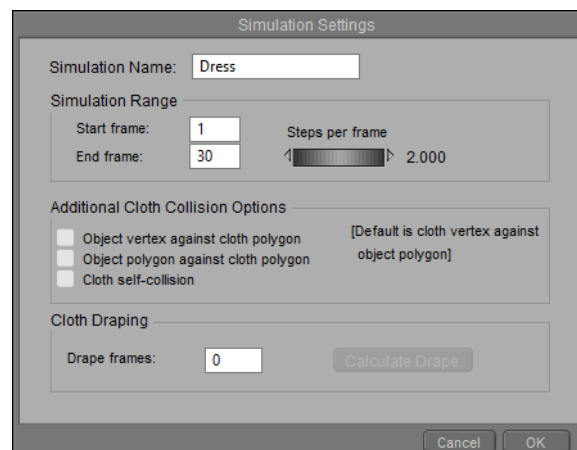 Simulation Settings
Simulation Name: Dress
Simulation Range
Start frame: 1
Steps per frame
End frame: 30
2.000
Additional Cloth Collision Options
Object vertex against cloth polygon
[Default is cloth vertex against
Object polygon against cloth polygon
object polygon]
Cloth self-collision
Cloth Draping
Drape frames: 0
Calculate Drape
Cancel
OK